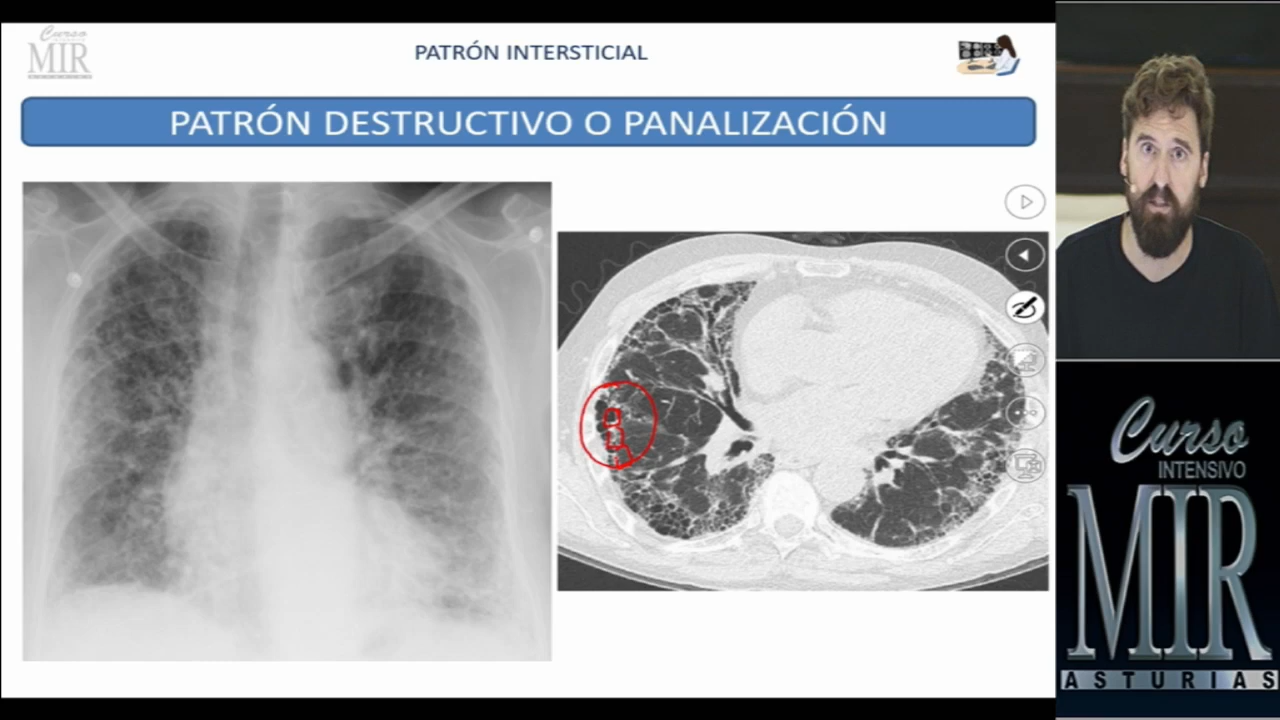 Curso
MIR
PATRÓN INTERSTICIAL
PATRÓN DESTRUCTIVO O PANALIZACIÓN
Curso
INTENSIVO
MIR
ASTURIAS